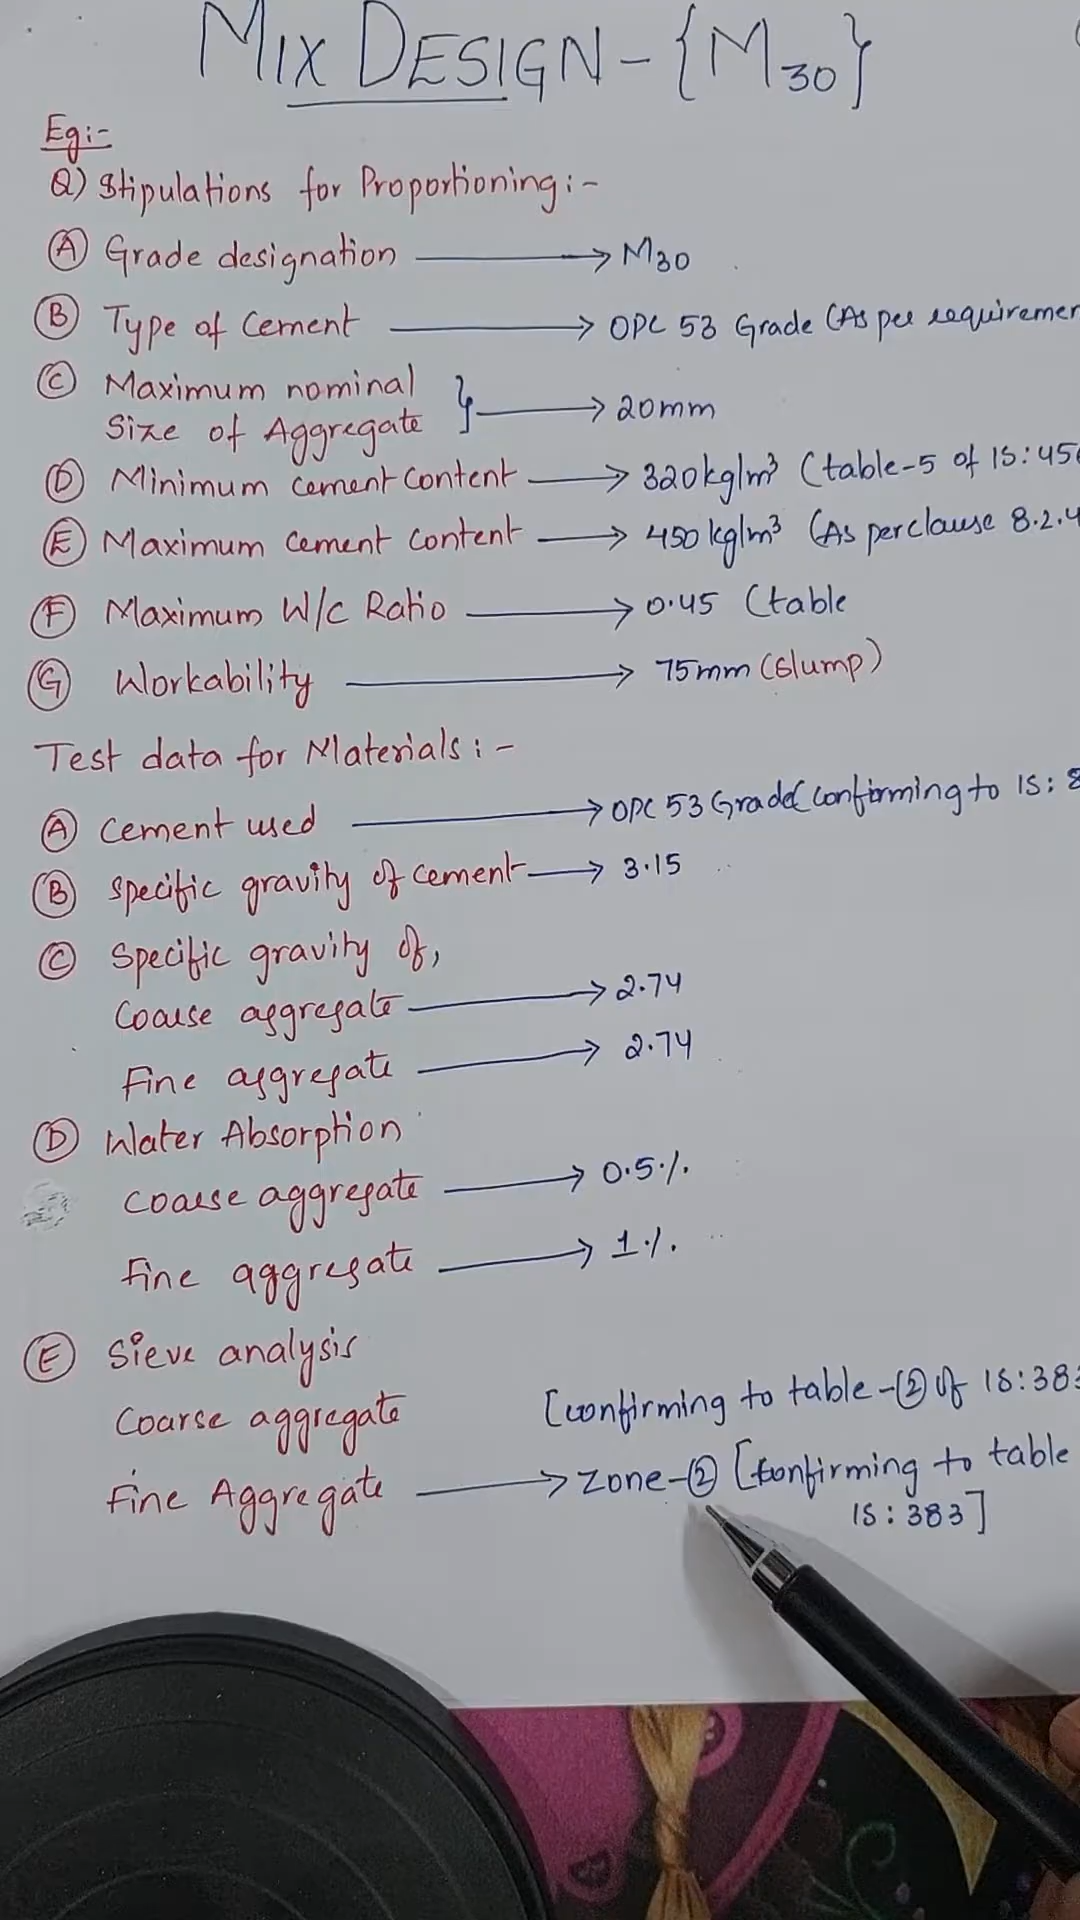 MIX DESIGN - {M30}
Eg:-
Q) Stipulations for Proportioning:-
(A) Grade designation → M30
(B) Type of Cement → OPC 53 Grade (As per requiremen
(C) Maximum nominal
Size of Aggregate } → 20mm
(D) Minimum cement content → 320kg/m³ (table-5 of IS:45
(E) Maximum cement content → 450 kg/m³ (As per clause 8.2.4
(F) Maximum W/C Ratio → 0.45 (table
(G) Workability → 75mm (slump)
Test data for Materials:-
(A) Cement used → OPC 53 Grade (Confirming to IS: 8
(B) Specific gravity of cement → 3.15
(C) Specific gravity of,
Coarse aggregate → 2.74
Fine aggregate → 2.74
(D) Water Absorption
Coarse aggregate → 0.5%.
Fine aggregate → 1%.
(E) Sieve analysis
Coarse aggregate [Confirming to table-(2) of IS:383
Fine Aggregate → Zone-(2) [Confirming to table
IS:383]